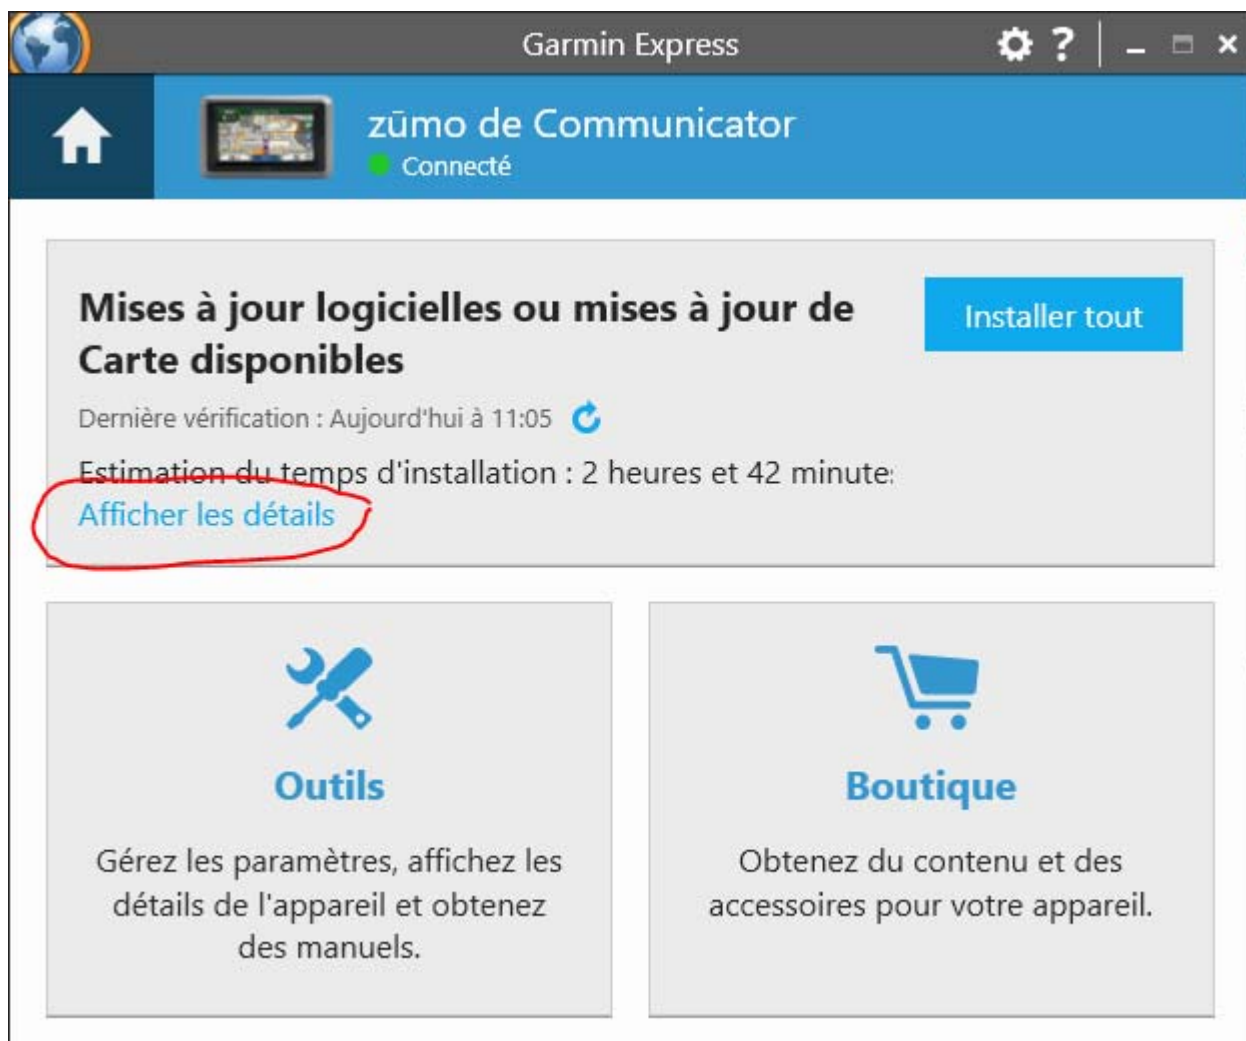 Garmin Express
?
zūmo de Communicator
Connecté
Mises à jour logicielles ou mises à jour de
Carte disponibles
Installer tout
Dernière vérification : Aujourd'hui à 11:05
Estimation du temps d'installation : 2 heures et 42 minute
Afficher les détails
Outils
Gérez les paramètres, affichez les
détails de l'appareil et obtenez
des manuels.
Boutique
Obtenez du contenu et des
accessoires pour votre appareil.